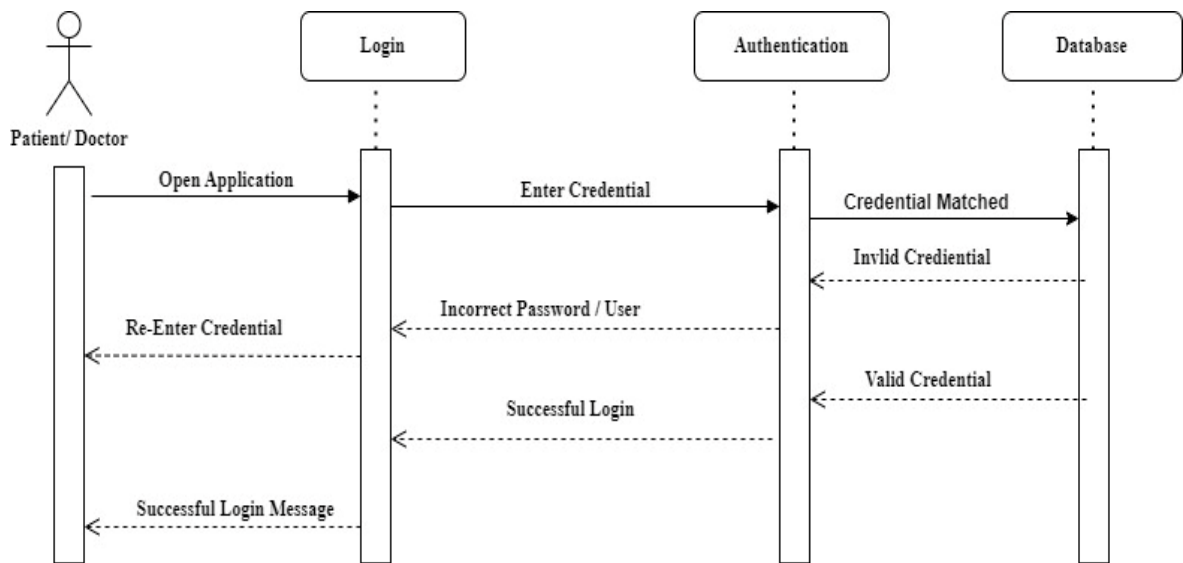 Login
Authentication
Database
Patient/ Doctor
Open Application
Enter Credential
Credential Matched
Invlid Crediential
Incorrect Password / User
Re-Enter Credential
Valid Credential
Successful Login
Successful Login Message